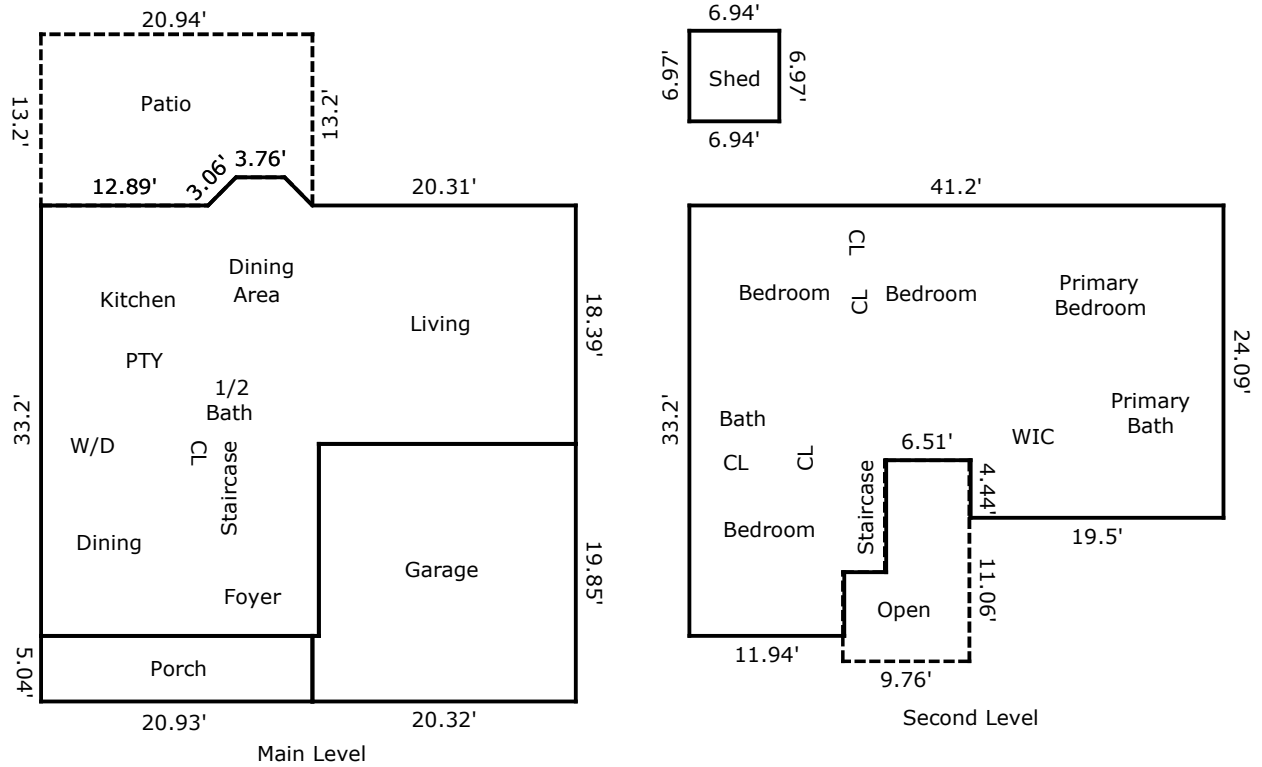 20.94'
13.2'
Patio
13.2'
12.89'
3.06'
3.76'
20.31'
Dining
Area
Kitchen
Living
18.39'
PTY
1/2
Bath
33.2'
W/D
CL
Staircase
Dining
Garage
19.85'
Foyer
5.04'
Porch
20.93'
20.32'
Main Level
6.94'
6.97'
Shed
6.97'
6.94'
41.2'
CL
Bedroom
CL
Bedroom
Primary
Bedroom
24.09'
33.2'
Bath
Primary
Bath
WIC
6.51'
CL
CL
Staircase
4.44'
Bedroom
19.5'
11.06'
Open
11.94'
9.76'
Second Level